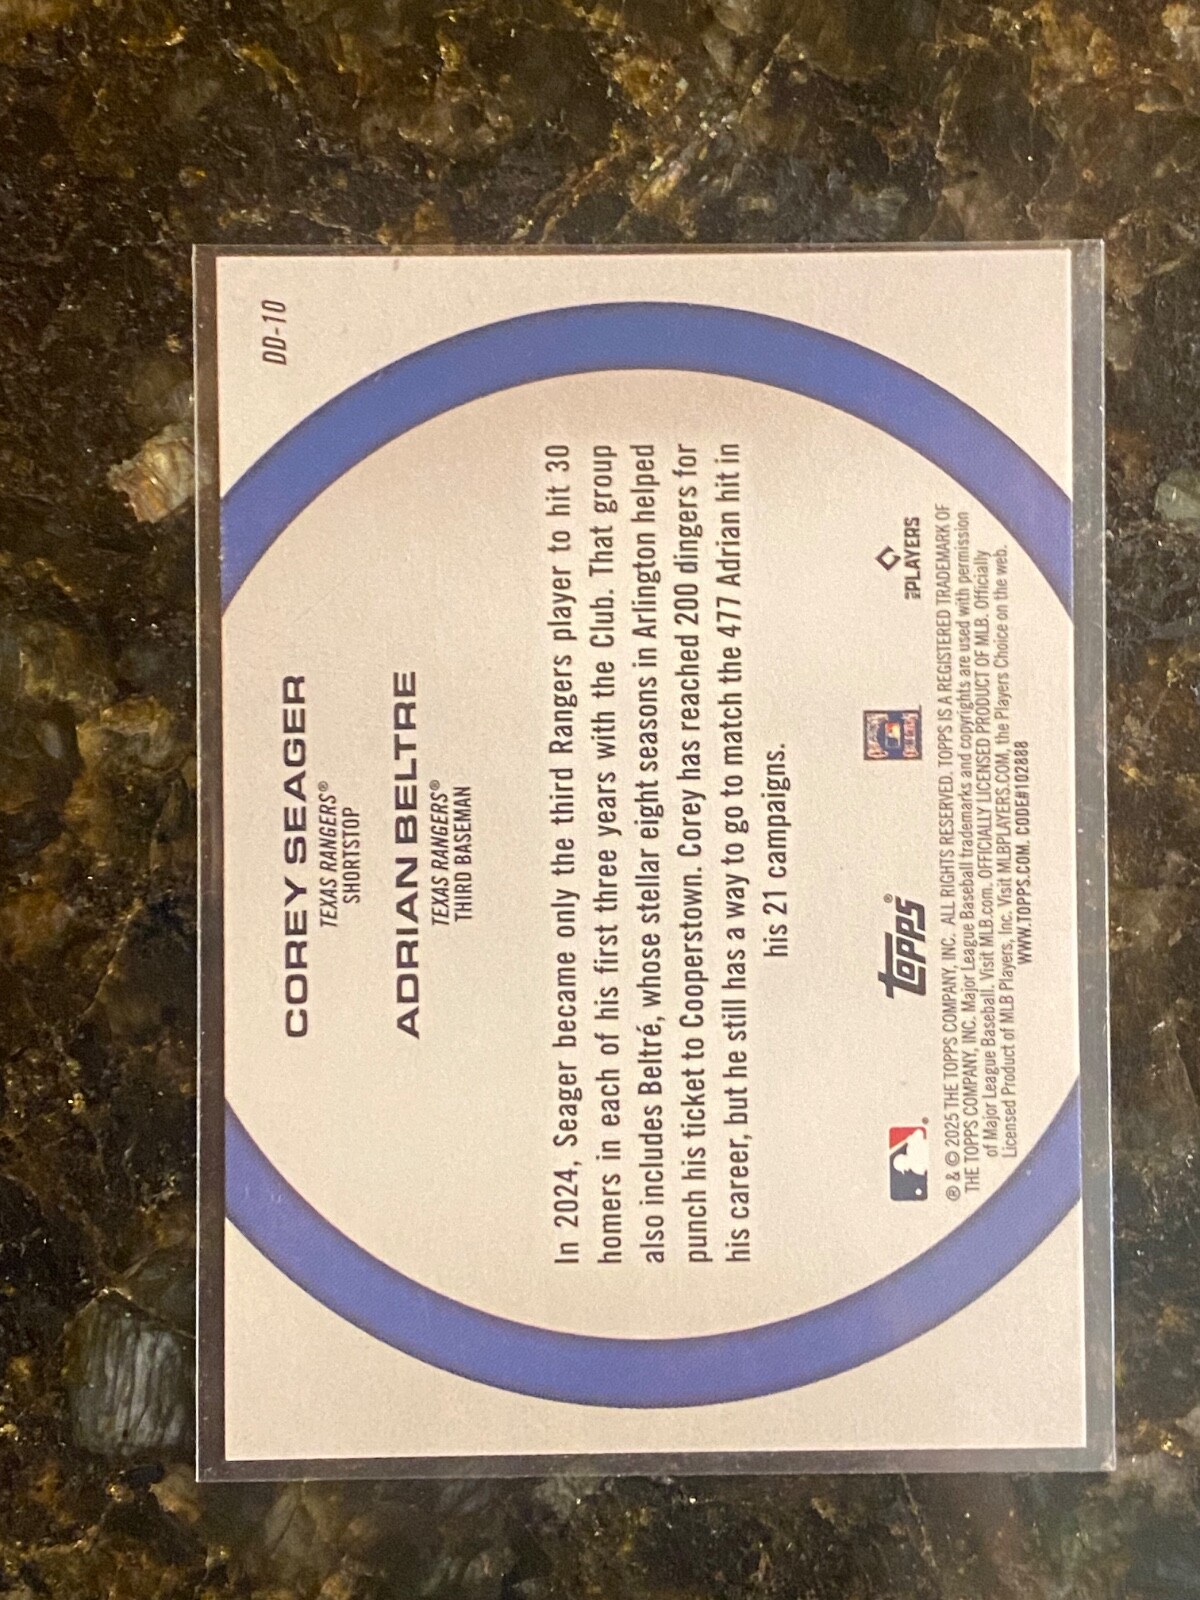 DD-10
COREY SEAGER
TEXAS RANGERS®
SHORTSTOP
ADRIAN BELTRE
TEXAS RANGERS®
THIRD BASEMAN
In 2024, Seager became only the third Rangers player to hit 30
homers in each of his first three years with the Club. That group
also includes Beltré, whose stellar eight seasons in Arlington helped
punch his ticket to Cooperstown. Corey has reached 200 dingers for
his career, but he still has a way to go to match the 477 Adrian hit in
his 21 campaigns.
topps®
PLAYERS
® & © 2025 THE TOPPS COMPANY, INC. ALL RIGHTS RESERVED. TOPPS IS A REGISTERED TRADEMARK OF
THE TOPPS COMPANY, INC. Major League Baseball trademarks and copyrights are used with permission
of Major League Baseball. Visit MLB.com. OFFICIALLY LICENSED PRODUCT OF MLB. Officially
Licensed Product of MLB Players, Inc. Visit MLBPLAYERS.COM, the Players Choice on the web.
WWW.TOPPS.COM. CODE#102888